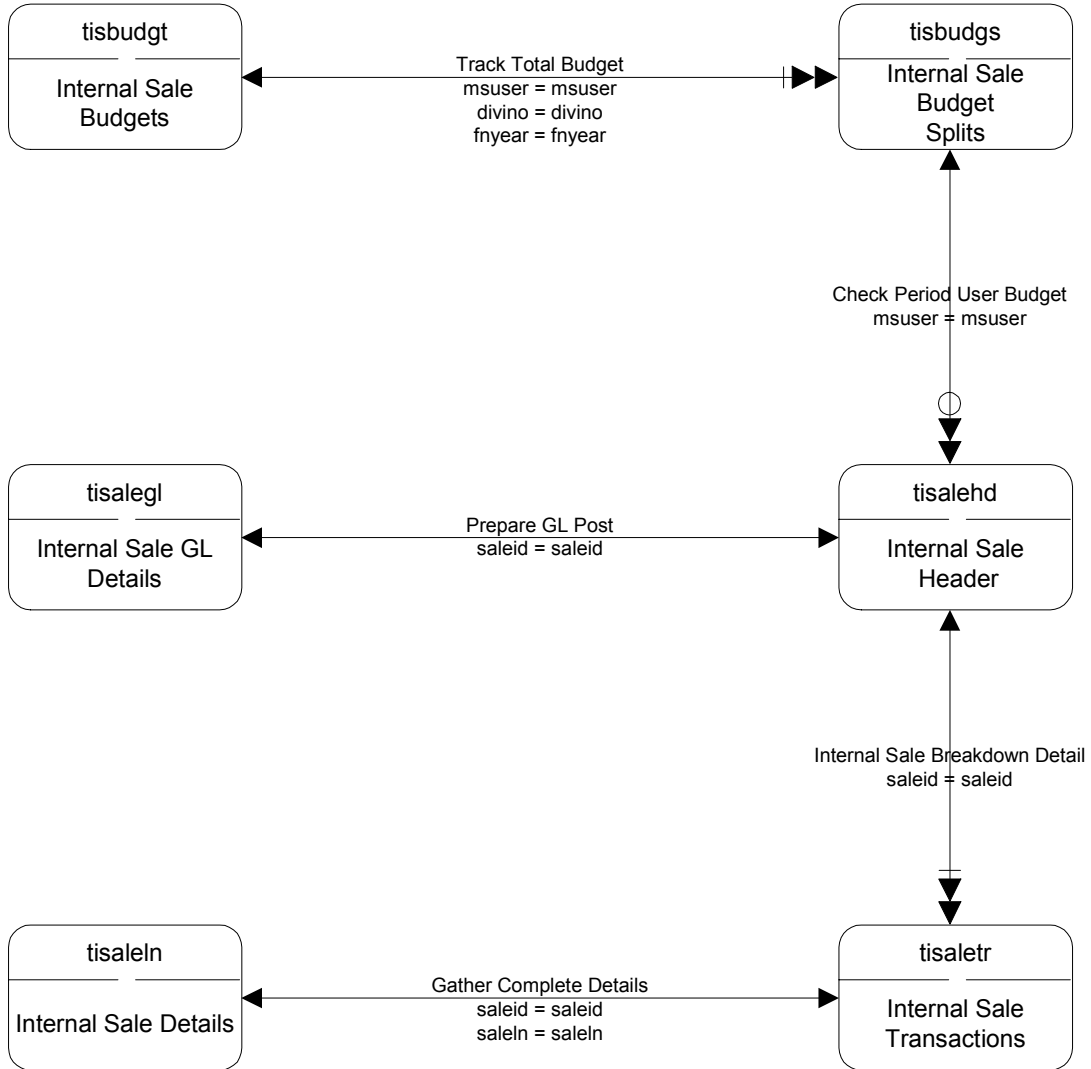 tisbudgt
Internal Sale
Budgets
Track Total Budget
msuser = msuser
divino = divino
fnyear = fnyear
tisbudgs
Internal Sale
Budget
Splits
Check Period User Budget
msuser = msuser
tisalegl
Internal Sale GL
Details
Prepare GL Post
saleid = saleid
tisalehd
Internal Sale
Header
Internal Sale Breakdown Detail
saleid = saleid
tisaleln
Internal Sale Details
Gather Complete Details
saleid = saleid
saleln = saleln
tisaletr
Internal Sale
Transactions